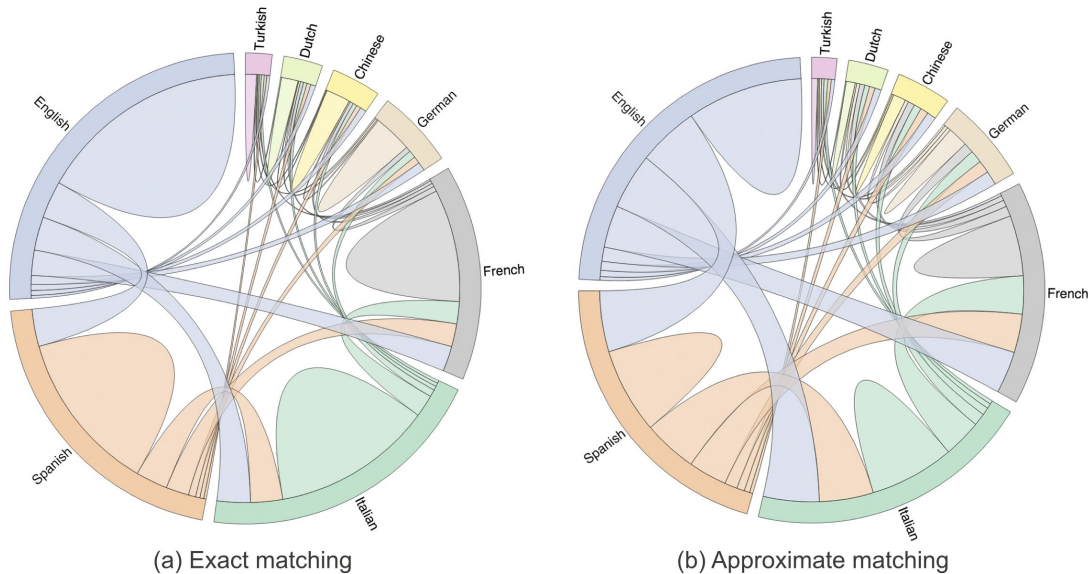 English
Turkish
Dutch
Chinese
German
French
Italian
Spanish
(a) Exact matching
English
Turkish
Dutch
Chinese
German
French
Italian
Spanish
(b) Approximate matching